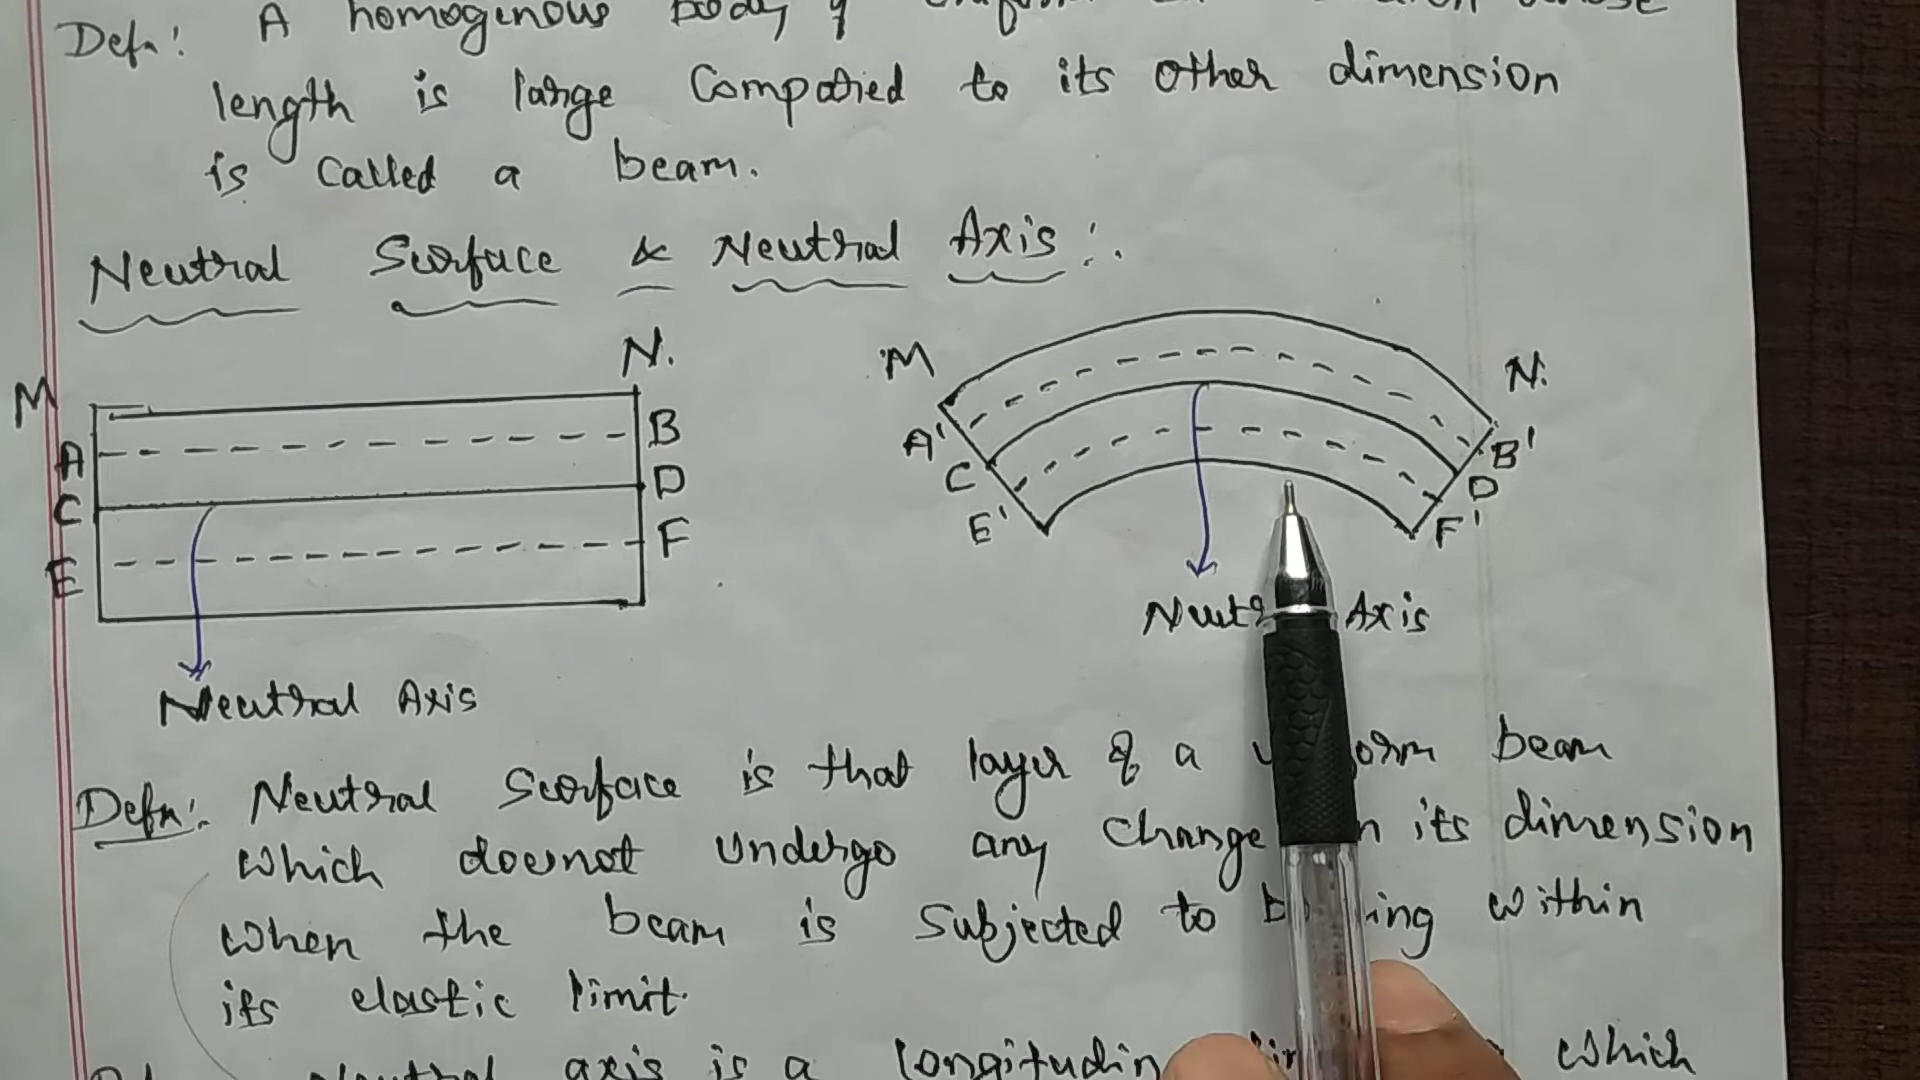 Defn: A homogenous body of
length is large Compared to its other dimension
is called a beam.
Neutral Surface & Neutral Axis :-
M N.
A B
C D
E F
Neutral Axis
M N.
A' B'
C D
E' F'
Axis
Defn: Neutral Surface is that layer of a beam
which doesnot undergo any change its dimension
when the beam is subjected to within
its elastic limit.
axis is a which